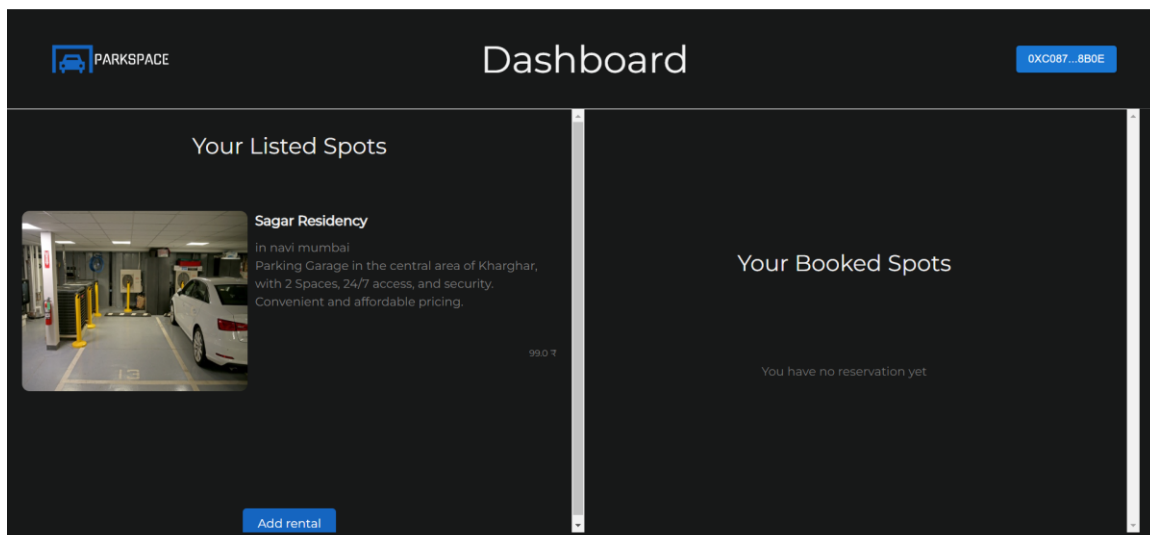 PARKSPACE
Dashboard
0XC087...8B0E
Your Listed Spots
Sagar Residency
in navi mumbai
Parking Garage in the central area of Kharghar,
with 2 Spaces, 24/7 access, and security.
Convenient and affordable pricing.
99.0 ₹
13
Add rental
Your Booked Spots
You have no reservation yet